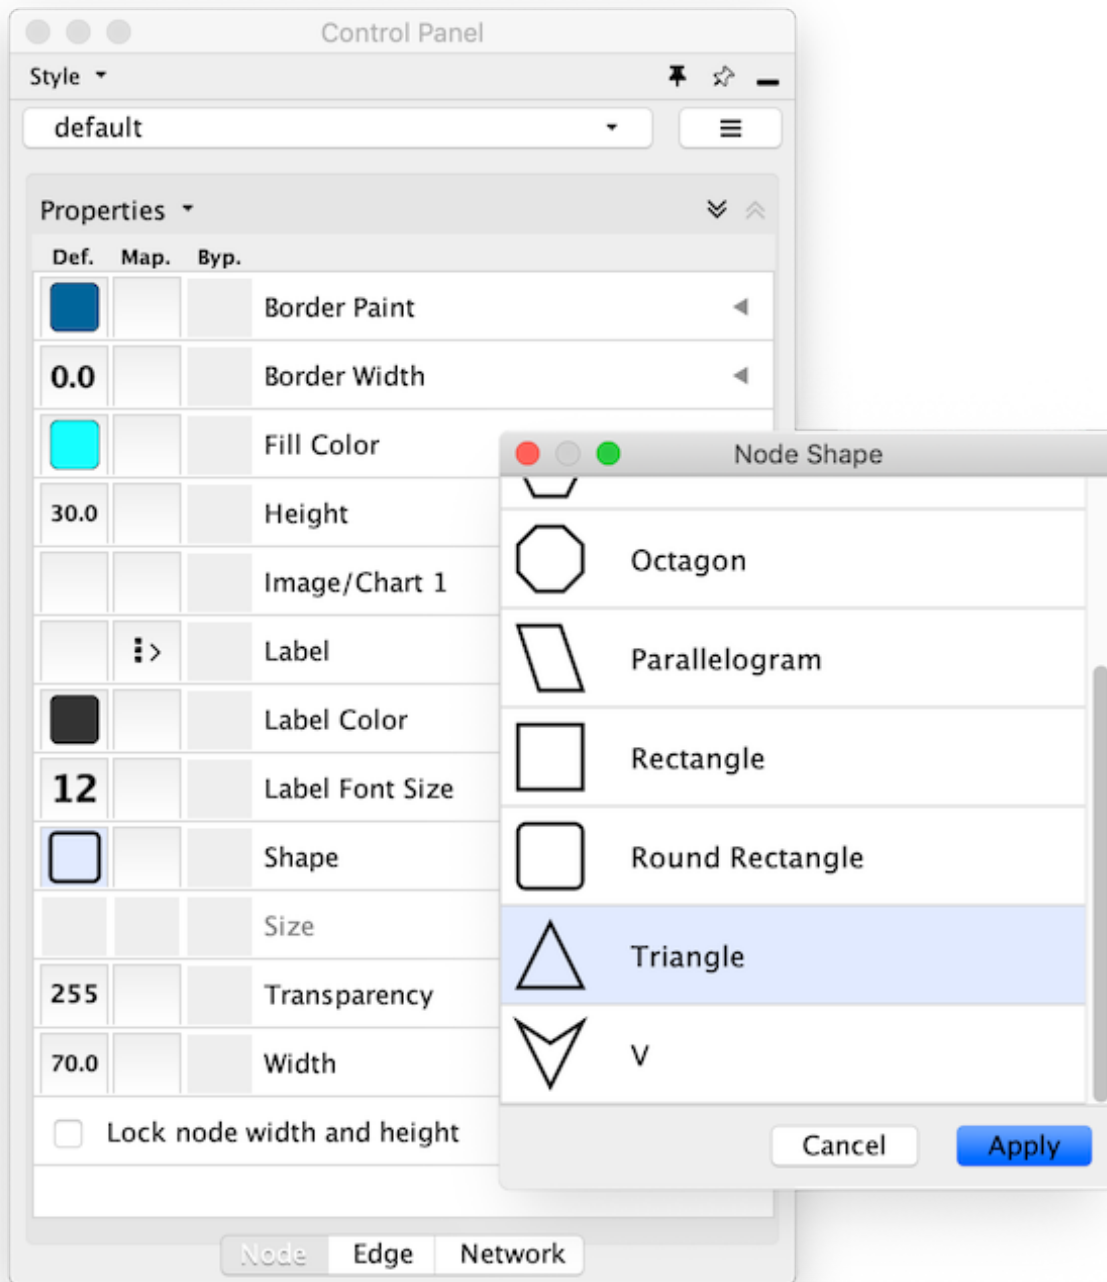 Control Panel
Style
default
Properties
Def. Map. Byp.
Border Paint
0.0 Border Width
Fill Color
30.0 Height
Image/Chart 1
Label
Label Color
12 Label Font Size
Shape
Size
255 Transparency
70.0 Width
Lock node width and height
Node Edge Network
Node Shape
Octagon
Parallelogram
Rectangle
Round Rectangle
Triangle
V
Cancel Apply